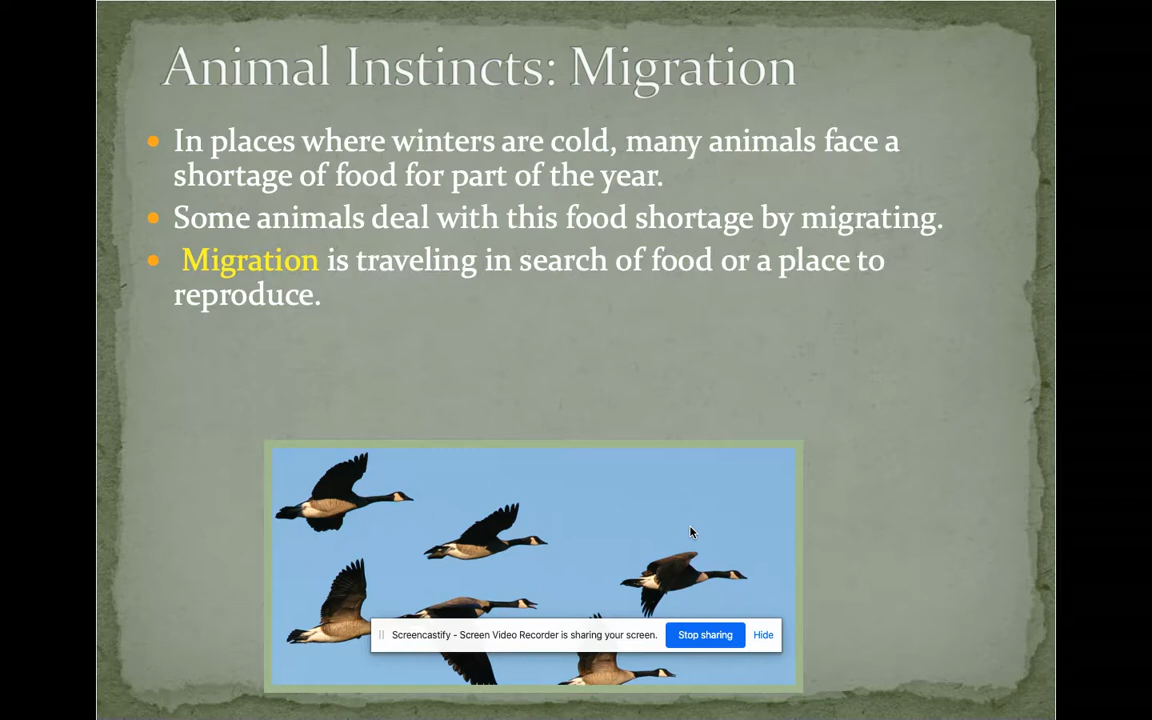 Animal Instincts: Migration
In places where winters are cold, many animals face a
shortage of food for part of the year.
Some animals deal with this food shortage by migrating.
Migration is traveling in search of food or a place to
reproduce.
Screencastify - Screen Video Recorder is sharing your screen. Stop sharing Hide